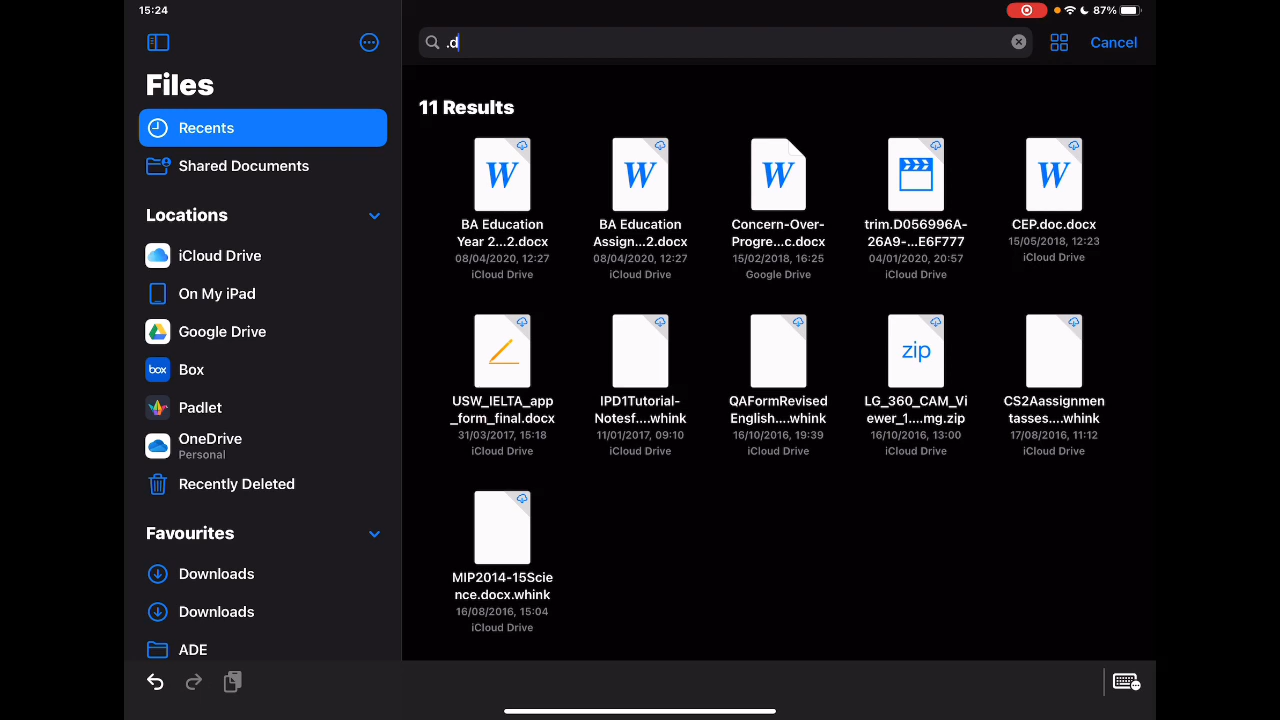 15:24
87%
.d
Cancel
Files
Recents
Shared Documents
Locations
iCloud Drive
On My iPad
Google Drive
box
Box
Padlet
OneDrive
Personal
Recently Deleted
Favourites
Downloads
Downloads
ADE
11 Results
W
BA Education
Year 2...2.docx
08/04/2020, 12:27
iCloud Drive
W
BA Education
Assign...2.docx
08/04/2020, 12:27
iCloud Drive
W
Concern-Over-
Progre...c.docx
15/02/2018, 16:25
Google Drive
trim.D056996A-
26A9-...E6F777
04/01/2020, 20:57
iCloud Drive
W
CEP.doc.docx
15/05/2018, 12:23
iCloud Drive
USW_IELTA_app
_form_final.docx
31/03/2017, 15:18
iCloud Drive
IPD1Tutorial-
Notesf....whink
11/01/2017, 09:10
iCloud Drive
QAFormRevised
English....whink
16/10/2016, 19:39
iCloud Drive
zip
LG_360_CAM_Vi
ewer_1....mg.zip
16/10/2016, 13:00
iCloud Drive
CS2Aassignmen
tasses....whink
17/08/2016, 11:12
iCloud Drive
MIP2014-15Scie
nce.docx.whink
16/08/2016, 15:04
iCloud Drive